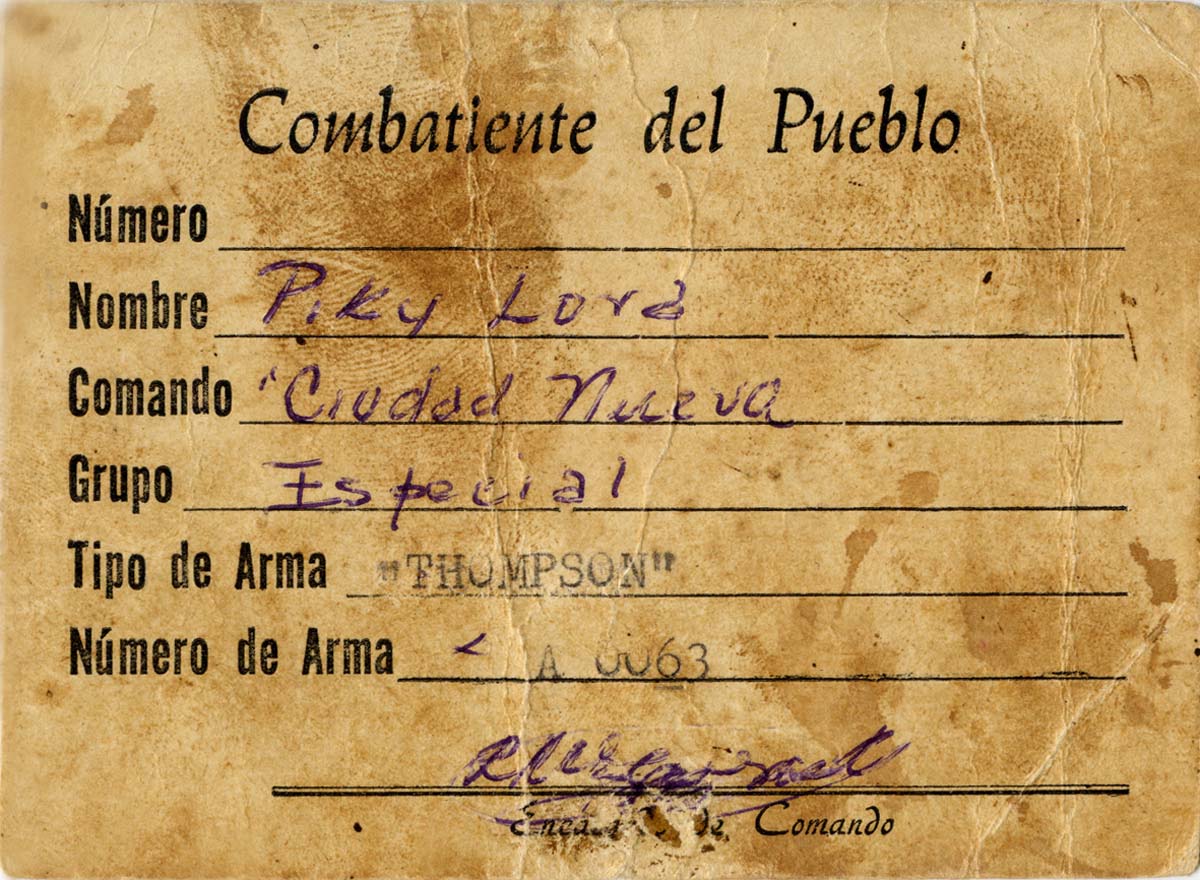 Combatiente del Pueblo
Número
Nombre Piky Lora
Comando "Ciudad Nueva
Grupo Especial
Tipo de Arma "THOMPSON"
Número de Arma A 0063
de Comando